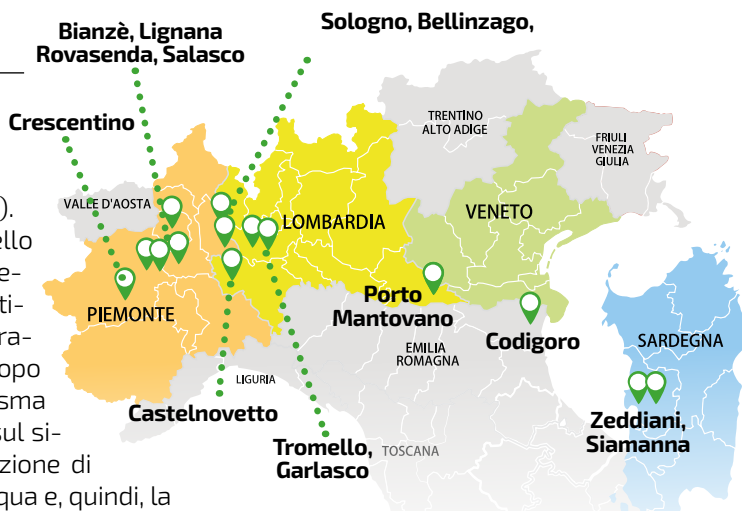 Bianzè, Lignana
Rovasenda, Salasco
Sologno, Bellinzago,
Crescentino
).
ello
e-
ti-
ra-
opo
sma
sul si-
zione di
qua e, quindi, la
VALLE D'AOSTA
PIEMONTE
LOMBARDIA
TRENTINO
ALTO ADIGE
FRIULI
VENEZIA
GIULIA
VENETO
Porto
Mantovano
Codigoro
EMILIA
ROMAGNA
LIGURIA
Castelnovetto
Tromello,
Garlasco
TOSCANA
SARDEGNA
Zeddiani,
Siamanna